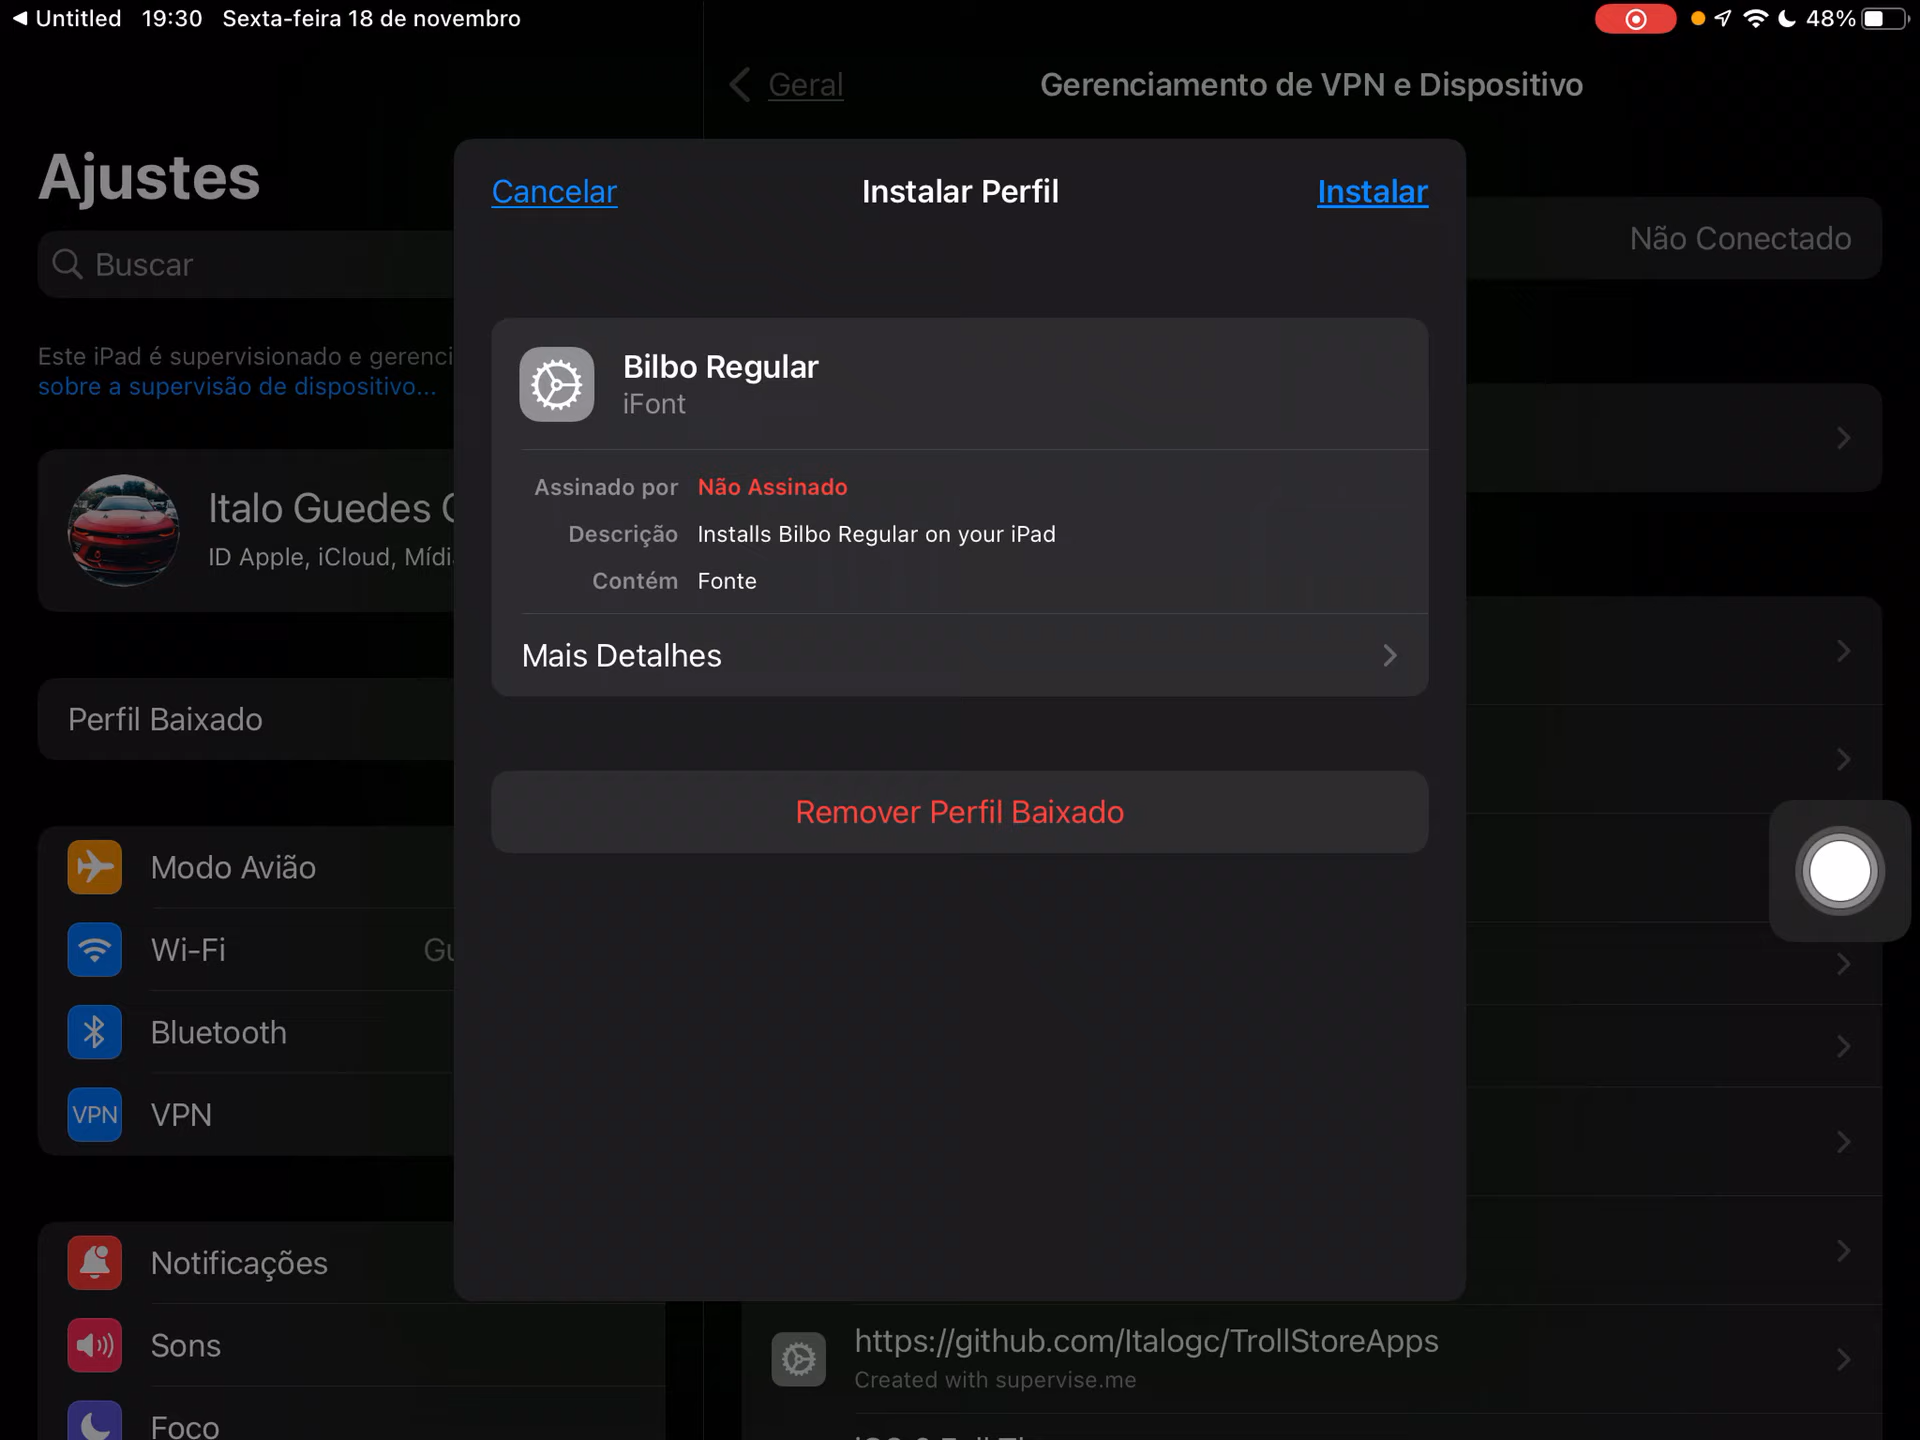 Untitled 19:30 Sexta-feira 18 de novembro 48%
Geral Gerenciamento de VPN e Dispositivo
Ajustes
Buscar
Este iPad é supervisionado e
sobre a supervisão de dispositivo...
Italo Guedes
ID Apple, iCloud,
Perfil Baixado
Modo Avião
Wi-Fi
Bluetooth
VPN VPN
Notificações
Sons
Foco
Cancelar Instalar Perfil Instalar
Bilbo Regular
iFont
Assinado por Não Assinado
Descrição Installs Bilbo Regular on your iPad
Contém Fonte
Mais Detalhes
Remover Perfil Baixado
Não Conectado
https://github.com/Italogc/TrollStoreApps
Created with supervise.me